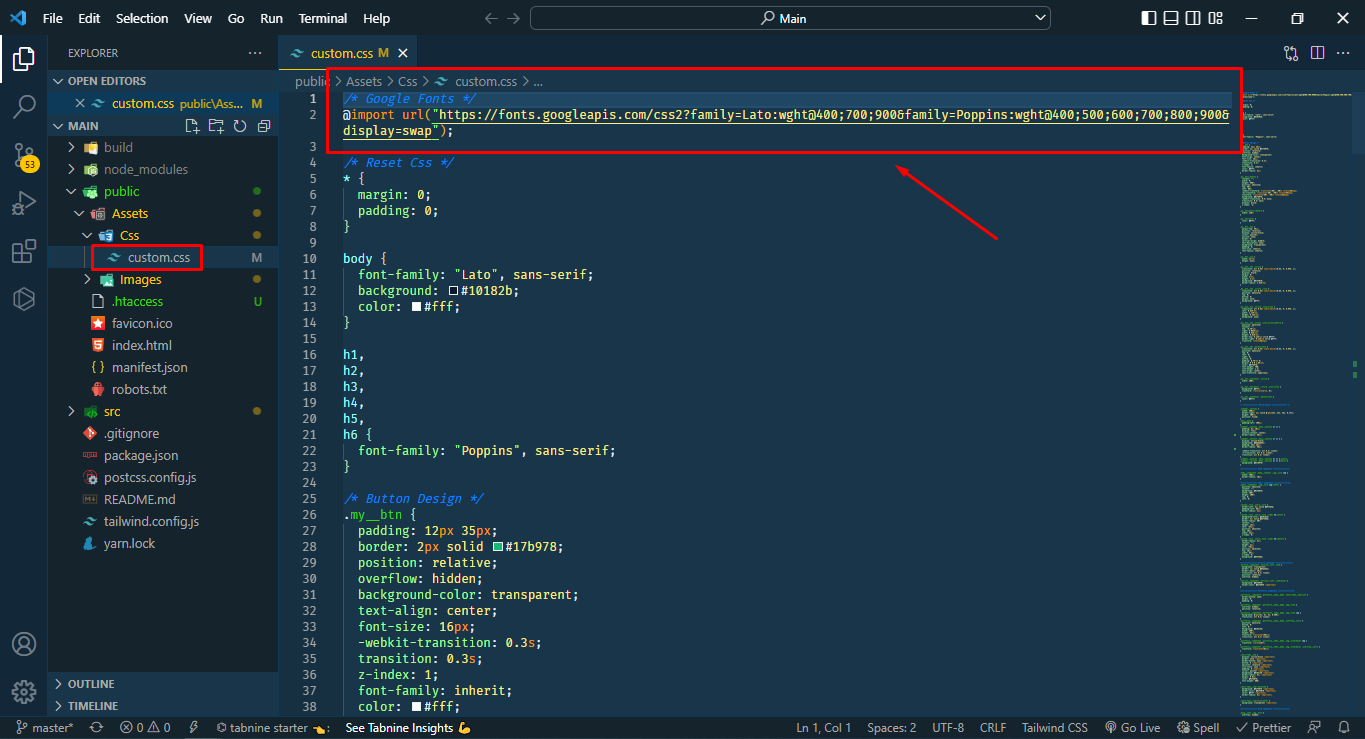 File Edit Selection View Go Run Terminal Help
Main
EXPLORER
OPEN EDITORS
custom.css public\Ass... M
MAIN
build
node_modules
public
Assets
Css
custom.css M
Images
.htaccess U
favicon.ico
index.html
manifest.json
robots.txt
src
.gitignore
package.json
postcss.config.js
README.md
tailwind.config.js
yarn.lock
OUTLINE
TIMELINE
53
custom.css M
public > Assets > Css > custom.css > ...
1 /* Google Fonts */
2 @import url("https://fonts.googleapis.com/css2?family=Lato:wght@400;700;900&family=Poppins:wght@400;500;600;700;800;900&
display=swap");
3
4 /* Reset Css */
5 * {
6 margin: 0;
7 padding: 0;
8 }
9
10 body {
11 font-family: "Lato", sans-serif;
12 background: #10182b;
13 color: #fff;
14 }
15
16 h1,
17 h2,
18 h3,
19 h4,
20 h5,
21 h6 {
22 font-family: "Poppins", sans-serif;
23 }
24
25 /* Button Design */
26 .my__btn {
27 padding: 12px 35px;
28 border: 2px solid #17b978;
29 position: relative;
30 overflow: hidden;
31 background-color: transparent;
32 text-align: center;
33 font-size: 16px;
34 -webkit-transition: 0.3s;
35 transition: 0.3s;
36 z-index: 1;
37 font-family: inherit;
38 color: #fff;
master* 0 0 tabnine starter See Tabnine Insights Ln 1, Col 1 Spaces: 2 UTF-8 CRLF Tailwind CSS Go Live Spell Prettier